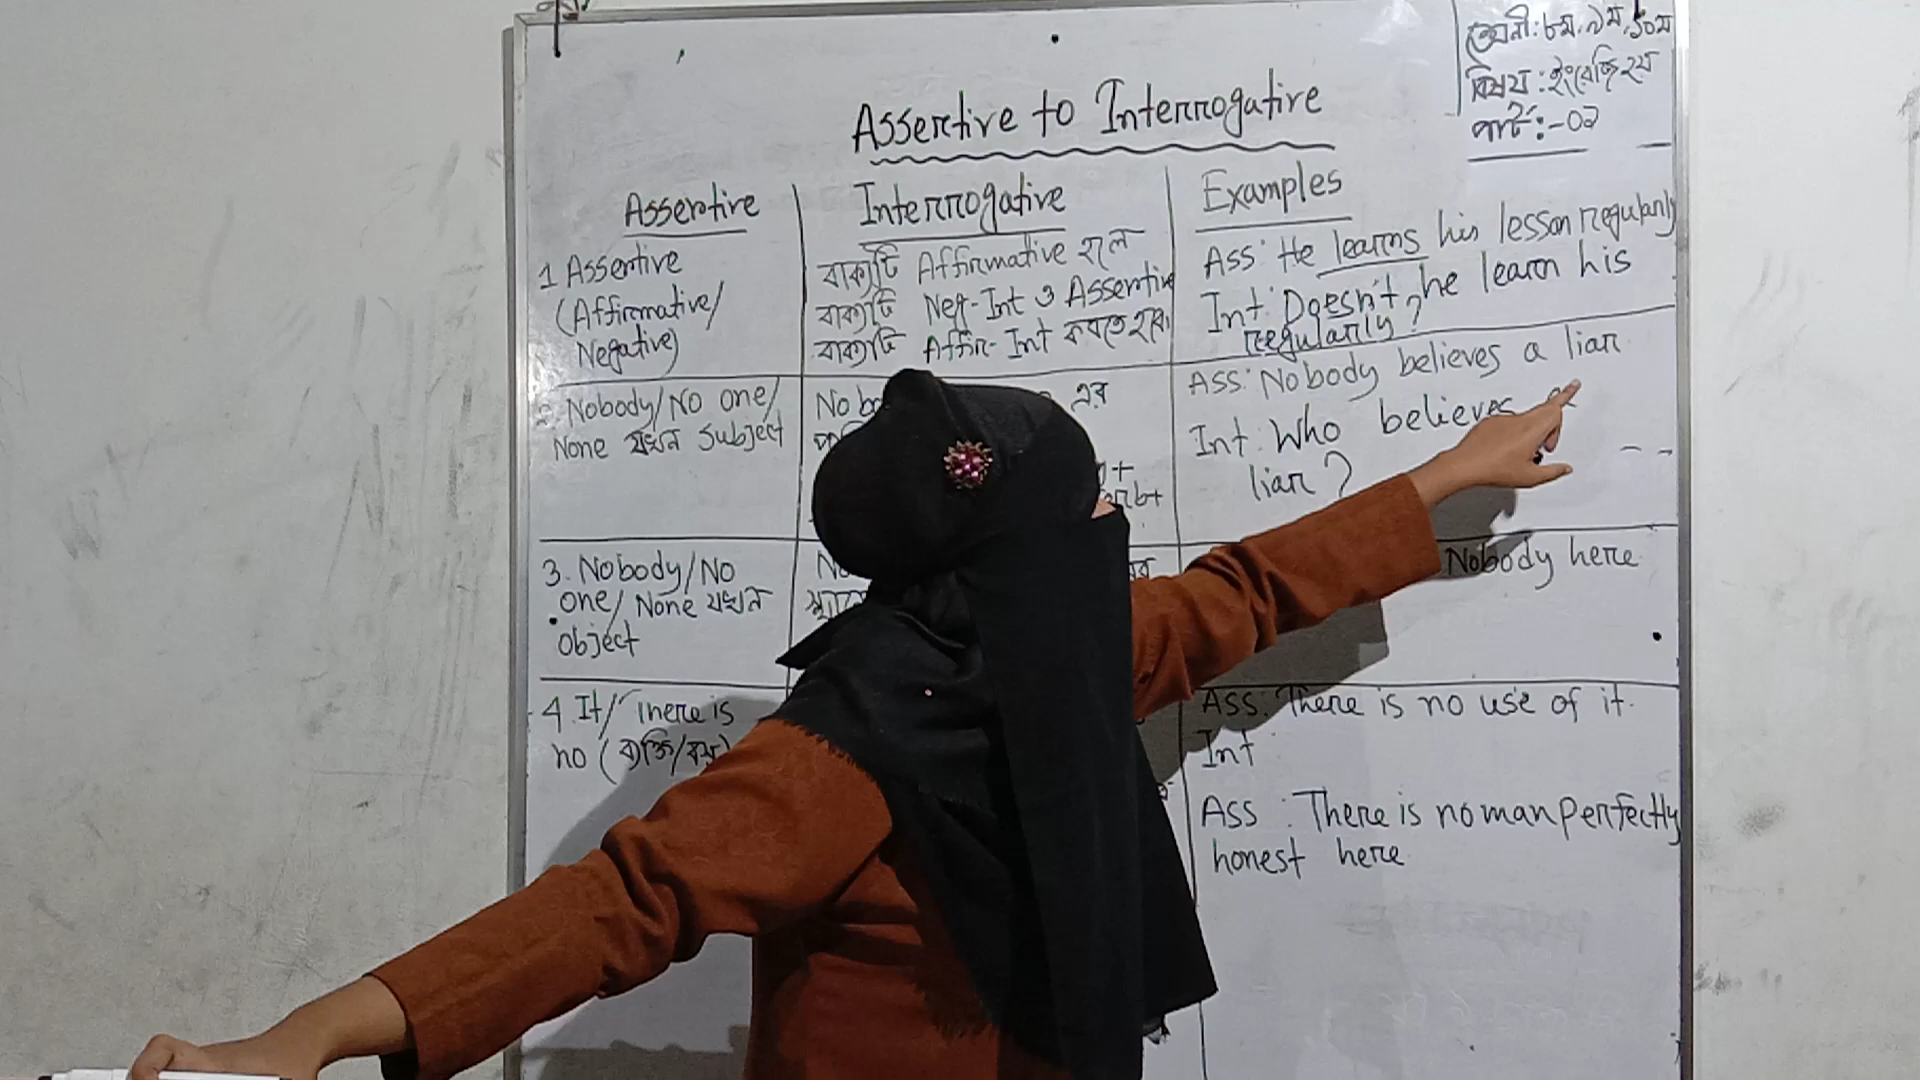 শ্রেনী: ৮ম, ৯ম, ১০ম
বিষয়: ইংরেজি ২য়
পার্ট:-02
Assertive to Interrogative
Assertive
1 Assertive
(Affirmative/
Negative)
Nobody/NO one/
None যখন Subject
3. Nobody/No
one/ None যখন
object
4 It/ There is
no (ব্যক্তি/বস্তু)
Interrogative
বাক্যটি Affirmative হলে
বাক্যটি Neg-Int ও Assertive
বাক্যটি Affir- Int করতে হবে।
এর
Examples
Ass: He learns his lesson regularly
Int: Doesn't he learn his
regularly?
Ass: Nobody believes a liar
Int: Who believes a
liar?
Nobody here
Ass: There is no use of it.
Int
Ass : There is no man perfectly
honest here